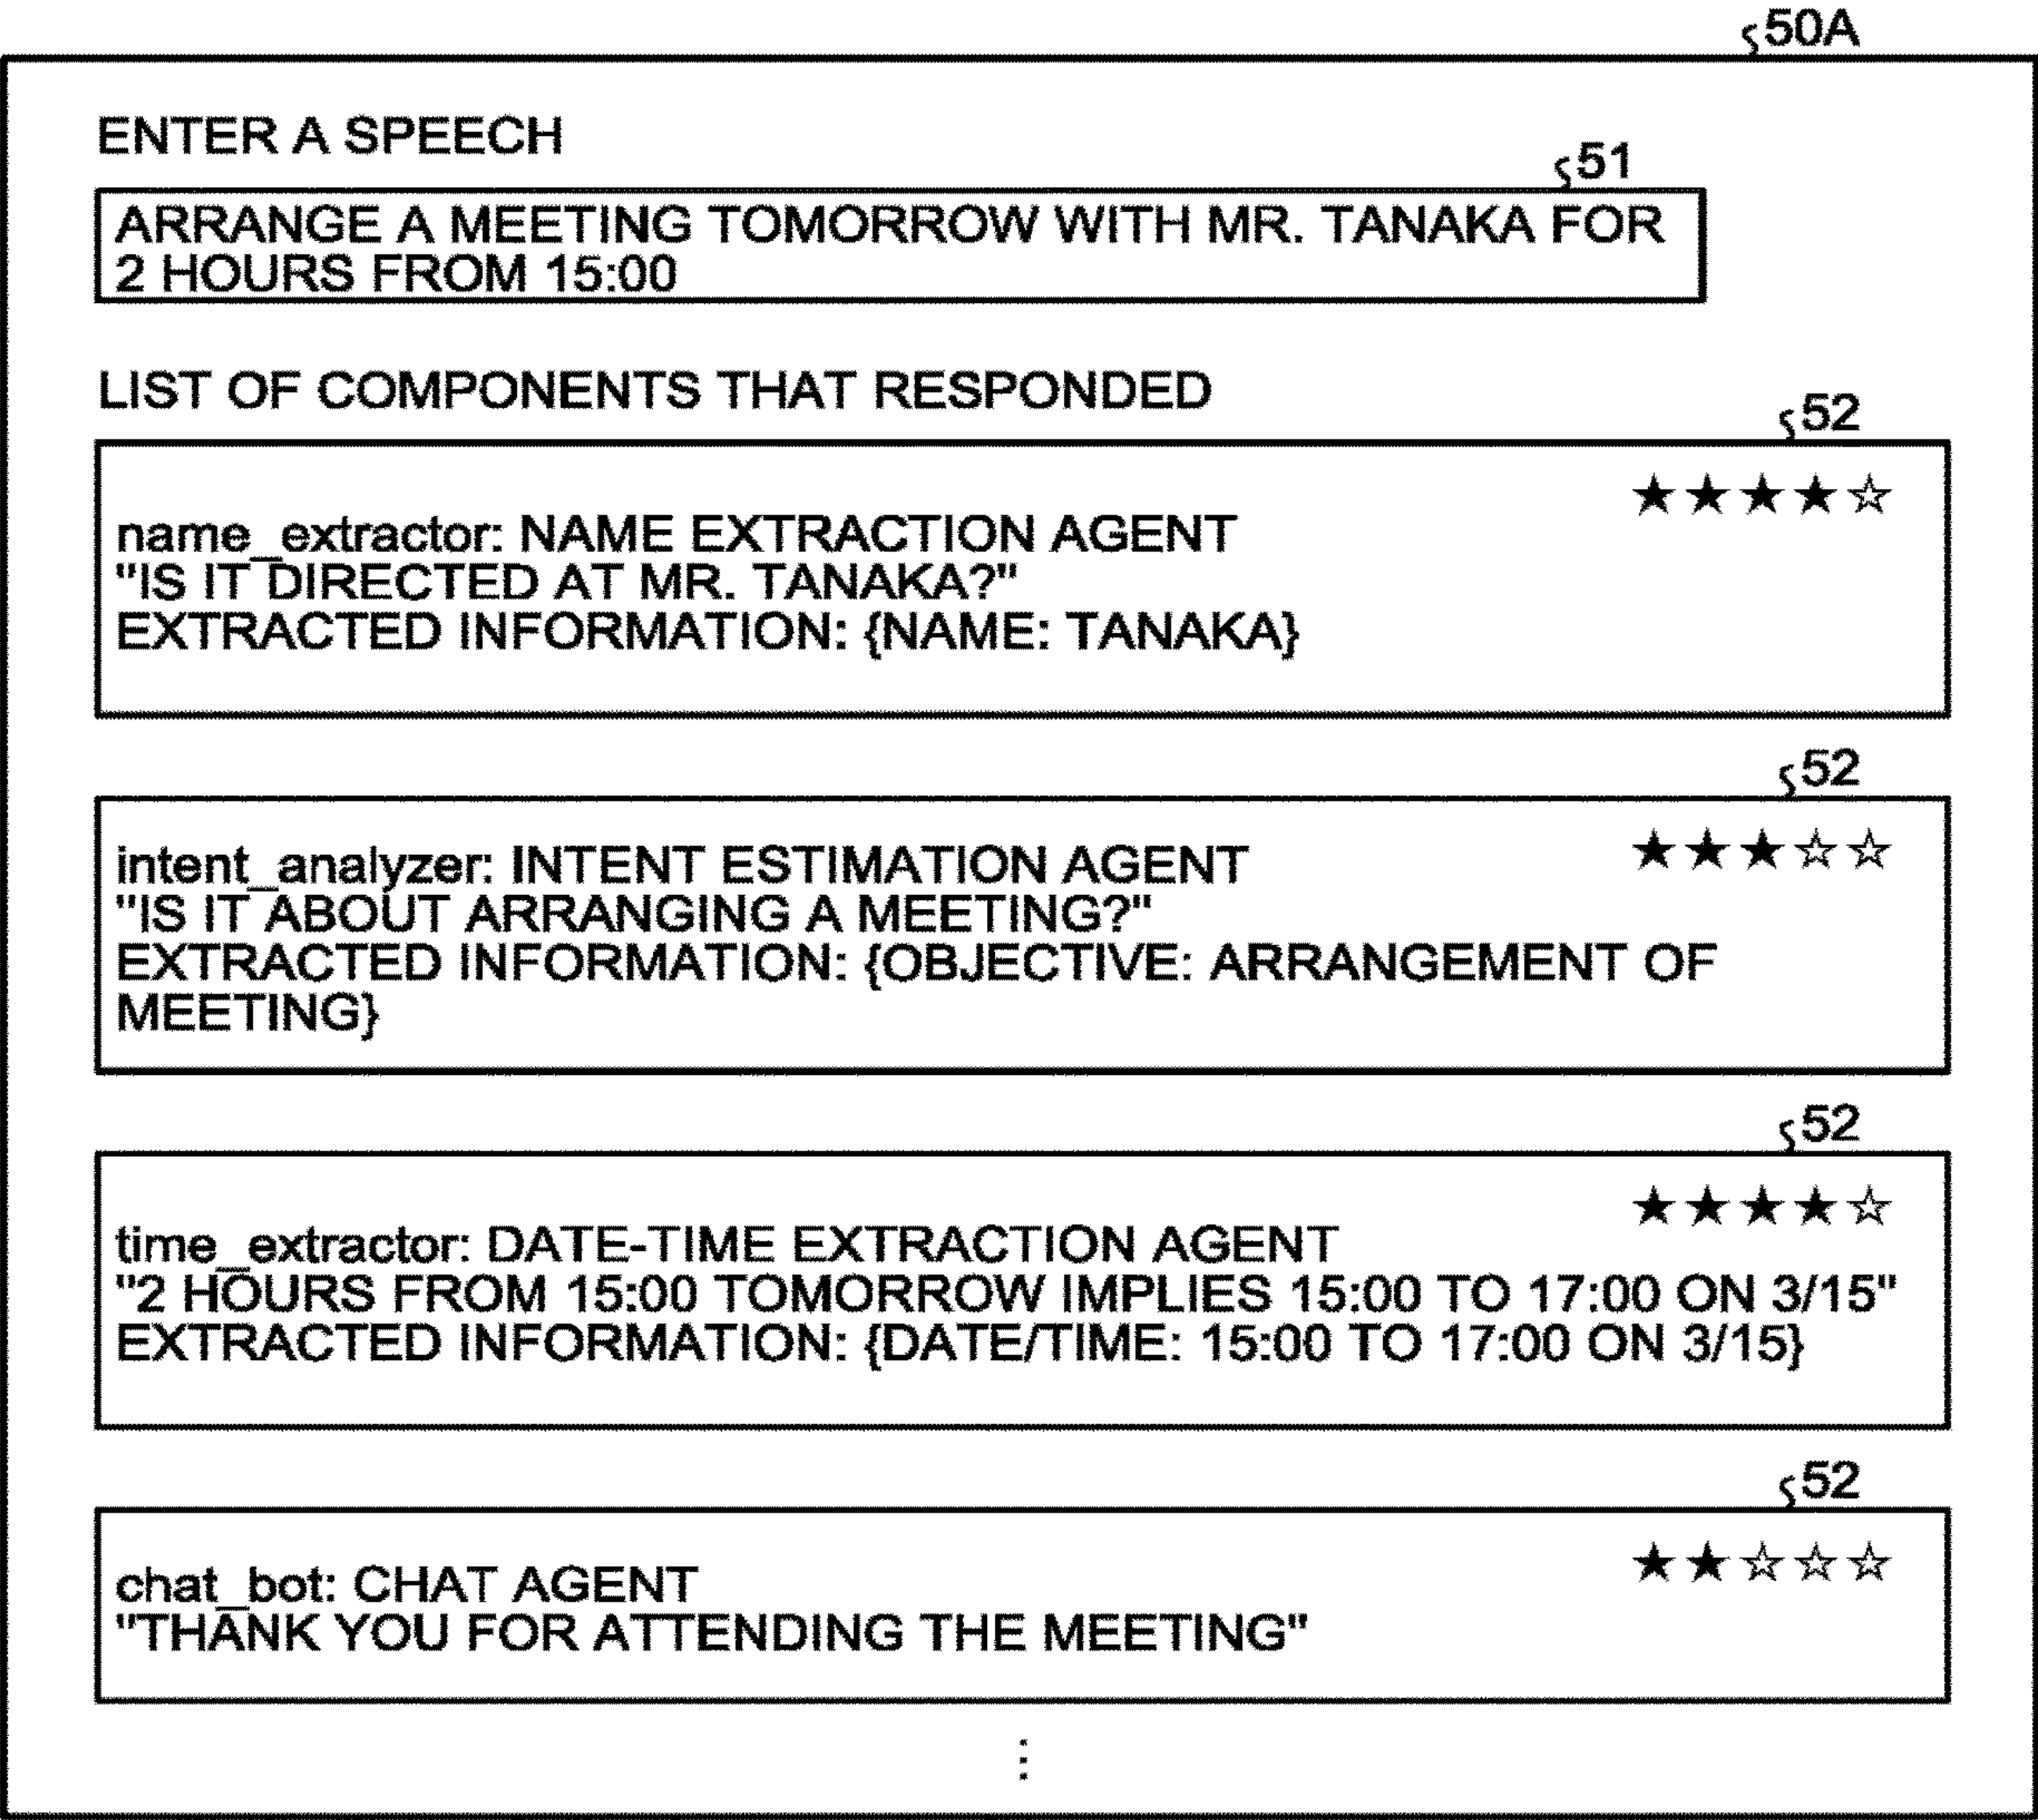 50A
ENTER A SPEECH
51
ARRANGE A MEETING TOMORROW WITH MR. TANAKA FOR
2 HOURS FROM 15:00
LIST OF COMPONENTS THAT RESPONDED
52
★★★★☆
name_extractor: NAME EXTRACTION AGENT
"IS IT DIRECTED AT MR. TANAKA?"
EXTRACTED INFORMATION: {NAME: TANAKA}
52
★★★☆☆
intent_analyzer: INTENT ESTIMATION AGENT
"IS IT ABOUT ARRANGING A MEETING?"
EXTRACTED INFORMATION: {OBJECTIVE: ARRANGEMENT OF
MEETING}
52
★★★★☆
time_extractor: DATE-TIME EXTRACTION AGENT
"2 HOURS FROM 15:00 TOMORROW IMPLIES 15:00 TO 17:00 ON 3/15"
EXTRACTED INFORMATION: {DATE/TIME: 15:00 TO 17:00 ON 3/15}
52
★★☆☆☆
chat_bot: CHAT AGENT
"THANK YOU FOR ATTENDING THE MEETING"
⋮